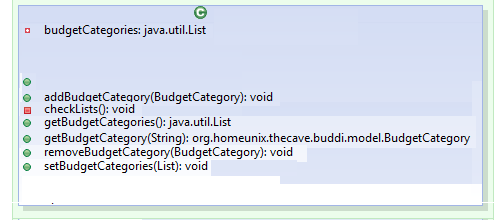 C
budgetCategories: java.util.List
addBudgetCategory(BudgetCategory): void
checkLists(): void
getBudgetCategories(): java.util.List
getBudgetCategory(String): org.homeunix.thecave.buddi.model.BudgetCategory
removeBudgetCategory(BudgetCategory): void
setBudgetCategories(List): void